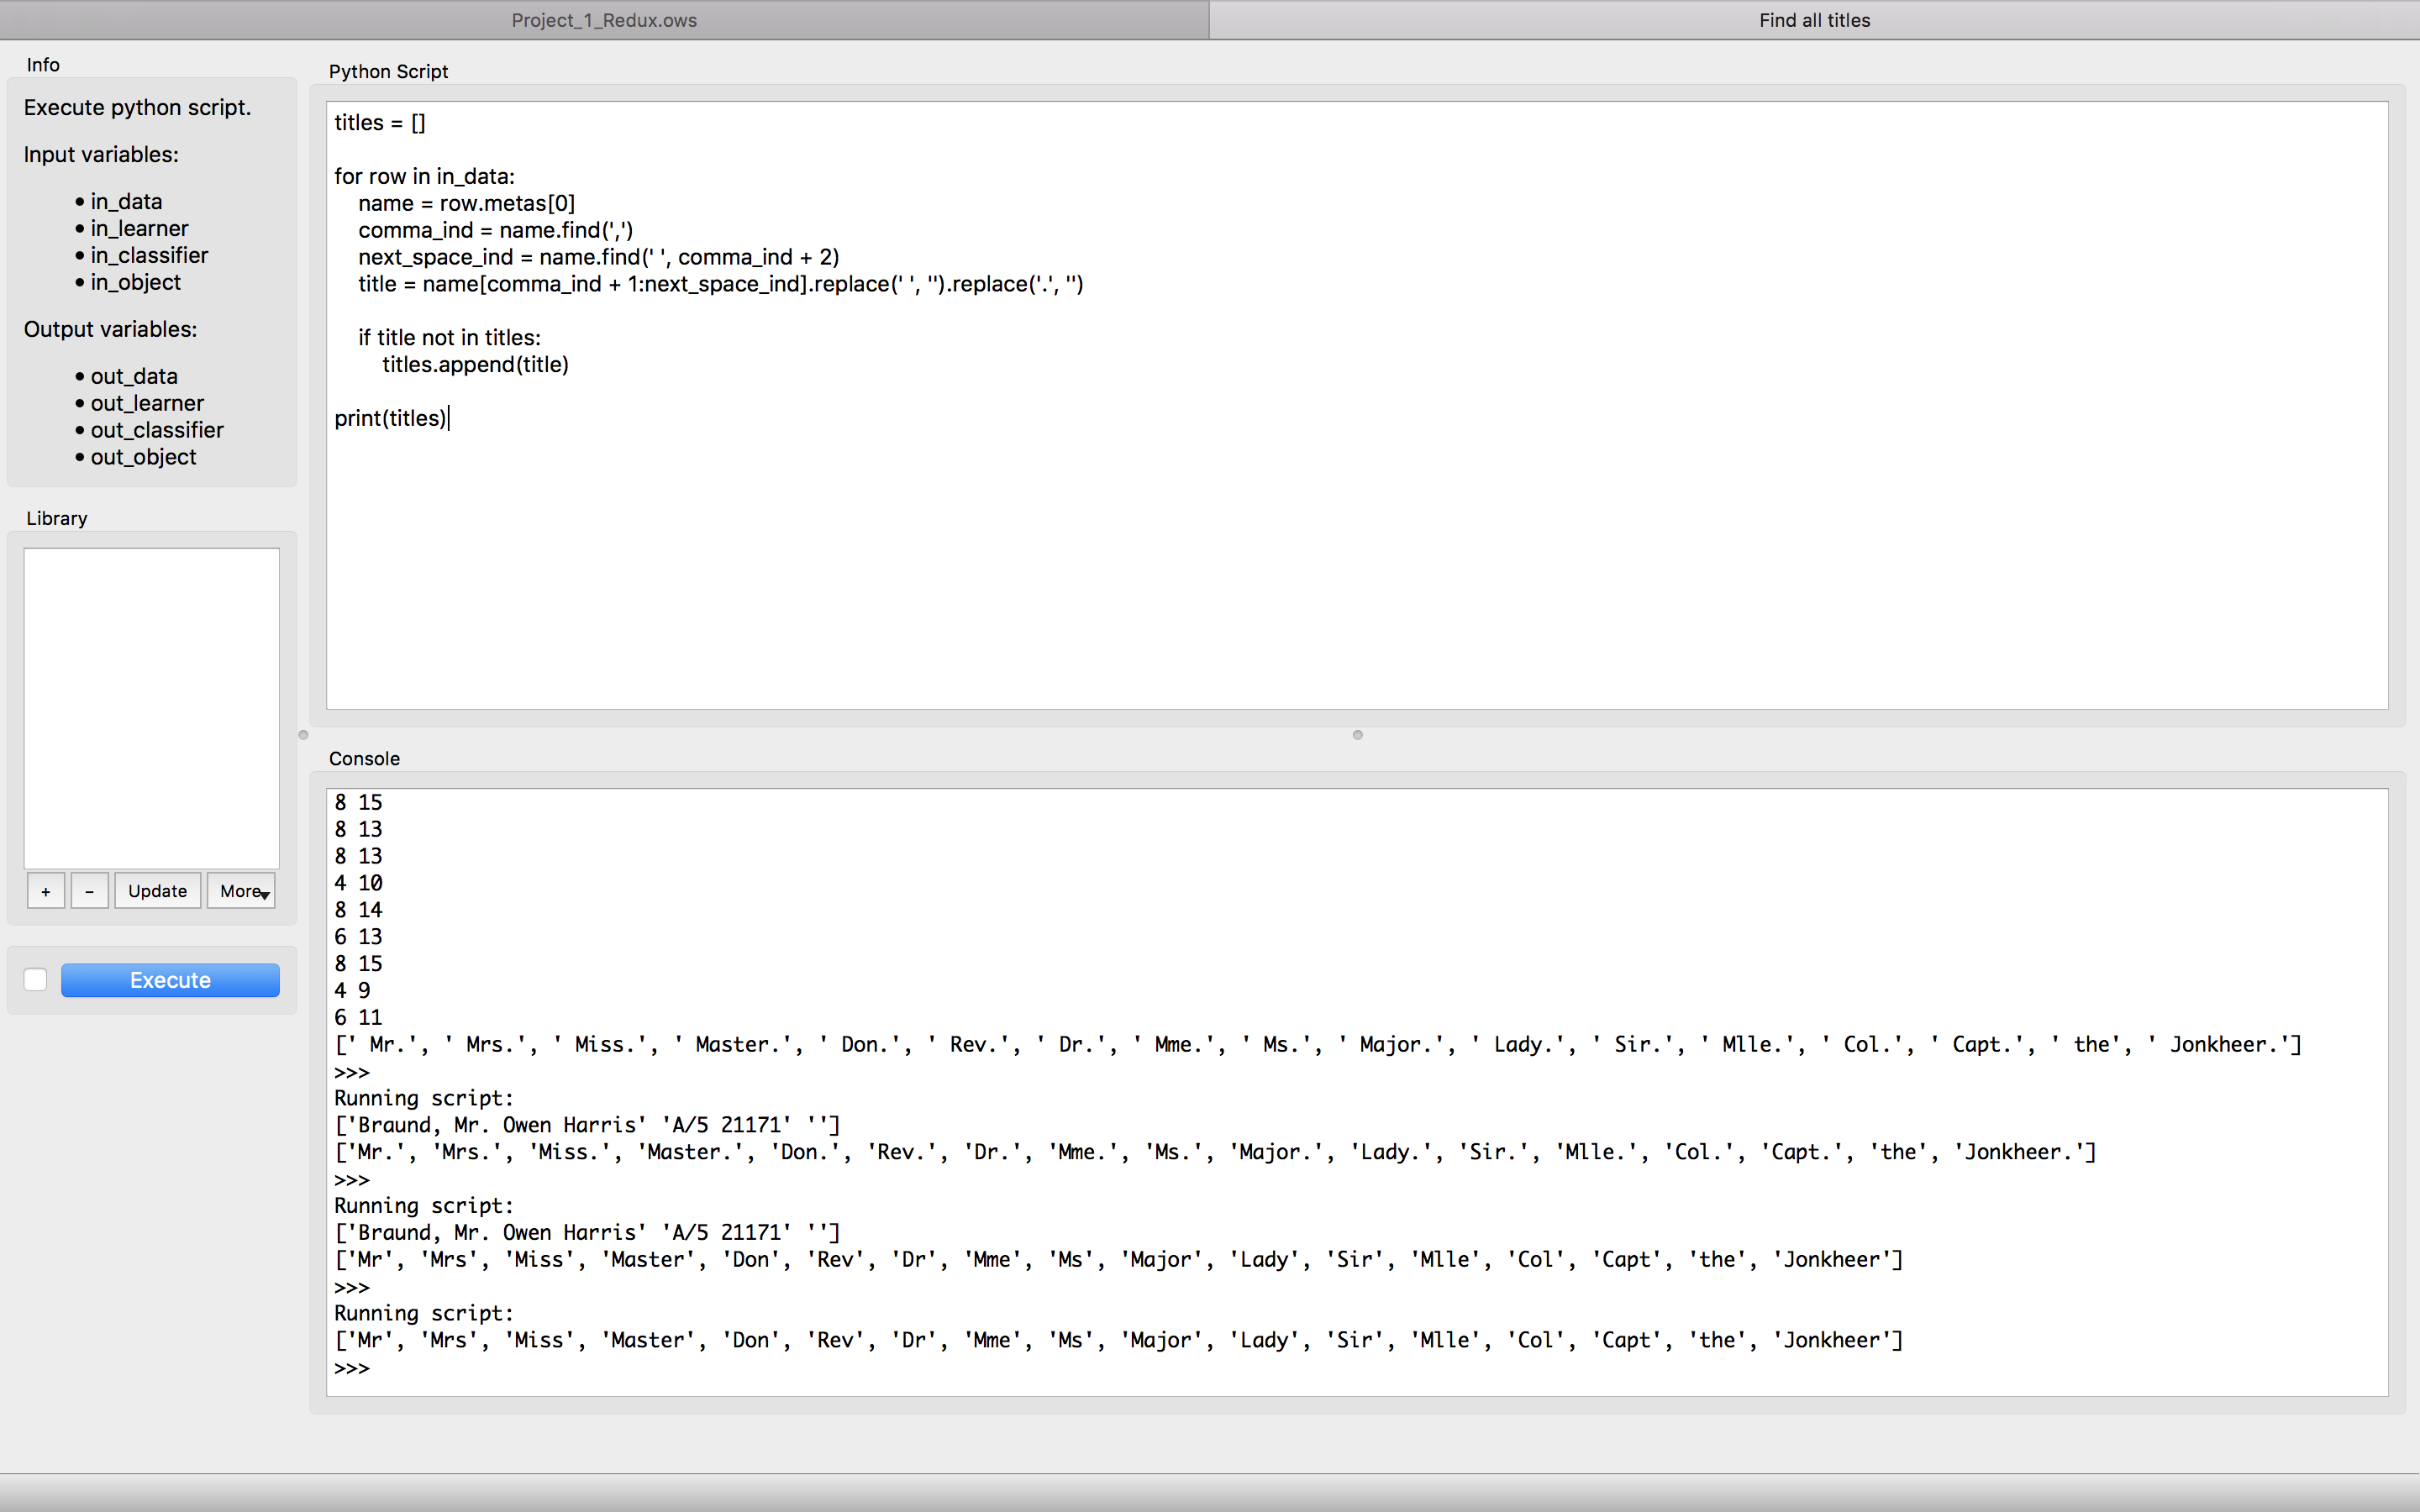 Project_1_Redux.ows
Find all titles
Info
Execute python script.
Input variables:
• in_data
• in_learner
• in_classifier
• in_object
Output variables:
• out_data
• out_learner
• out_classifier
• out_object
Library
+ - Update More
Execute
Python Script
titles = []
for row in in_data:
    name = row.metas[0]
    comma_ind = name.find(',')
    next_space_ind = name.find(' ', comma_ind + 2)
    title = name[comma_ind + 1:next_space_ind].replace(' ', '').replace('.', '')
    if title not in titles:
        titles.append(title)
print(titles)
Console
8 15
8 13
8 13
4 10
8 14
6 13
8 15
4 9
6 11
[' Mr.', ' Mrs.', ' Miss.', ' Master.', ' Don.', ' Rev.', ' Dr.', ' Mme.', ' Ms.', ' Major.', ' Lady.', ' Sir.', ' Mlle.', ' Col.', ' Capt.', ' the', ' Jonkheer.']
>>>
Running script:
['Braund, Mr. Owen Harris' 'A/5 21171' '']
['Mr.', 'Mrs.', 'Miss.', 'Master.', 'Don.', 'Rev.', 'Dr.', 'Mme.', 'Ms.', 'Major.', 'Lady.', 'Sir.', 'Mlle.', 'Col.', 'Capt.', 'the', 'Jonkheer.']
>>>
Running script:
['Braund, Mr. Owen Harris' 'A/5 21171' '']
['Mr', 'Mrs', 'Miss', 'Master', 'Don', 'Rev', 'Dr', 'Mme', 'Ms', 'Major', 'Lady', 'Sir', 'Mlle', 'Col', 'Capt', 'the', 'Jonkheer']
>>>
Running script:
['Mr', 'Mrs', 'Miss', 'Master', 'Don', 'Rev', 'Dr', 'Mme', 'Ms', 'Major', 'Lady', 'Sir', 'Mlle', 'Col', 'Capt', 'the', 'Jonkheer']
>>>